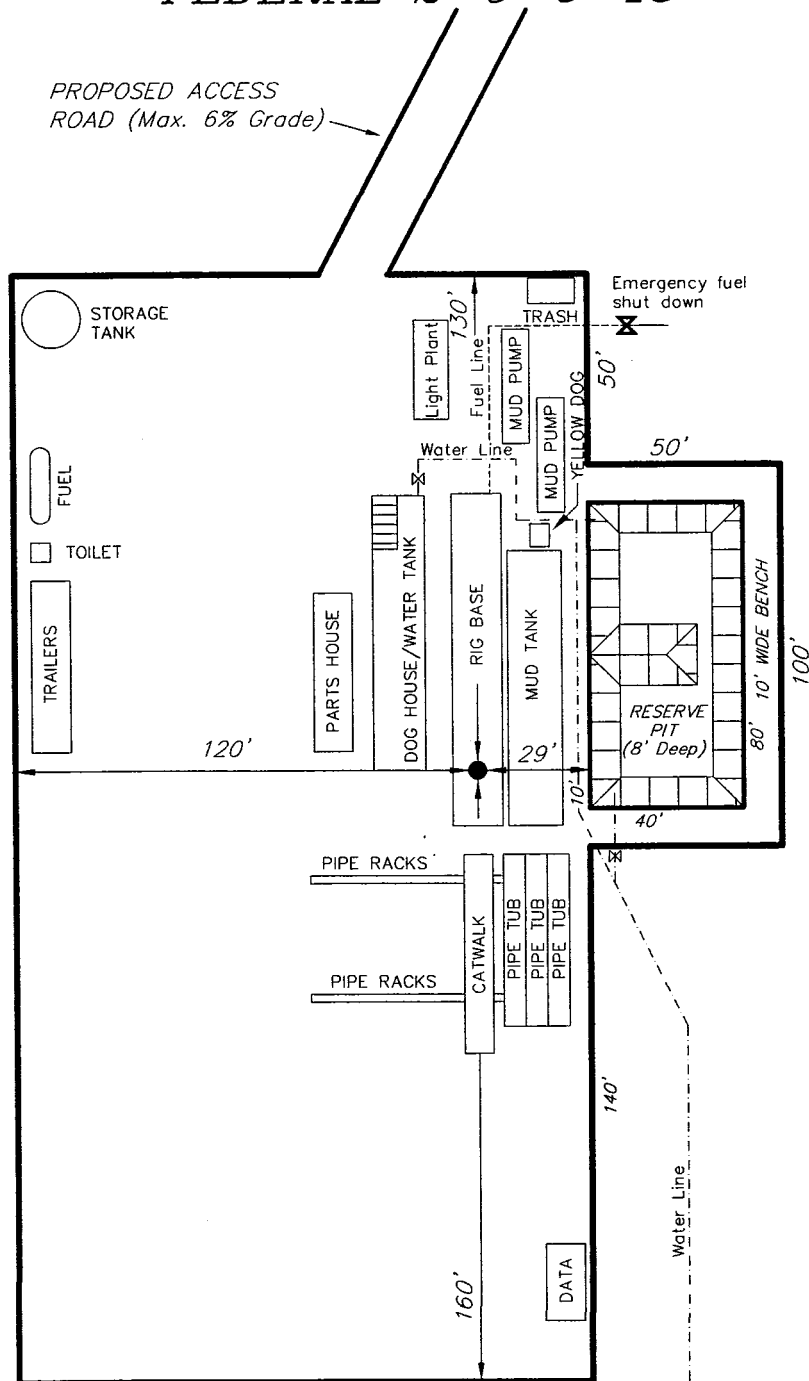 PROPOSED ACCESS
ROAD (Max. 6% Grade)
STORAGE
TANK
Light Plant
130'
Fuel Line
TRASH
Emergency fuel
shut down
50'
MUD PUMP
MUD PUMP
YELLOW DOG
Water Line
50'
FUEL
TOILET
TRAILERS
PARTS HOUSE
DOG HOUSE/WATER TANK
RIG BASE
MUD TANK
RESERVE
PIT
(8' Deep)
80'
10' WIDE BENCH
100'
120'
29'
10'
40'
PIPE RACKS
PIPE RACKS
CATWALK
PIPE TUB
PIPE TUB
PIPE TUB
140'
Water Line
160'
DATA